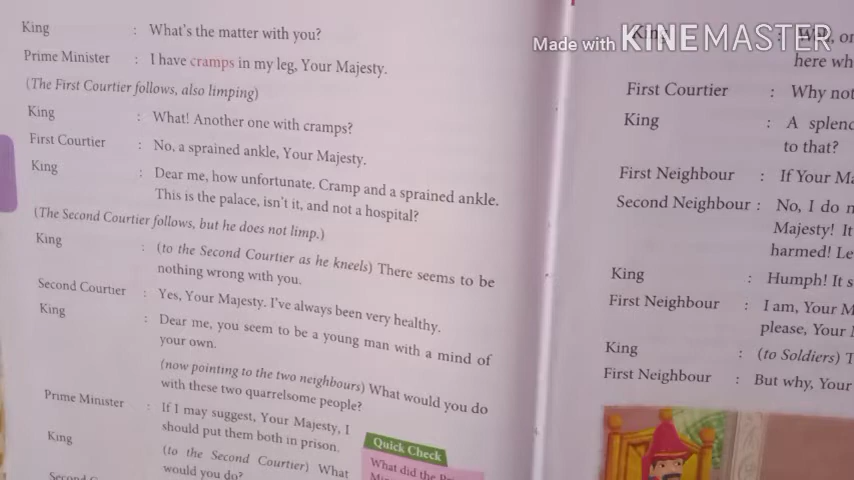 King : What's the matter with you?
Prime Minister : I have cramps in my leg, Your Majesty.
(The First Courtier follows, also limping)
King : What! Another one with cramps?
First Courtier : No, a sprained ankle, Your Majesty.
King : Dear me, how unfortunate. Cramp and a sprained ankle.
This is the palace, isn't it, and not a hospital?
(The Second Courtier follows, but he does not limp.)
King : (to the Second Courtier as he kneels) There seems to be
nothing wrong with you.
Second Courtier : Yes, Your Majesty. I've always been very healthy.
King : Dear me, you seem to be a young man with a mind of
your own.
(now pointing to the two neighbours) What would you do
with these two quarrelsome people?
Prime Minister : If I may suggest, Your Majesty, I
should put them both in prison.
King : (to the Second Courtier) What
would you do?
Second
Quick Check
What did the
Made with KINEMASTER
King :
here
First Courtier : Why not
King : A
to that?
First Neighbour : If Your
Second Neighbour : No, I do
Majesty! It
harmed!
King : Humph! It
First Neighbour : I am, Your
please, Your
King : (to Soldiers)
First Neighbour : But why, Your